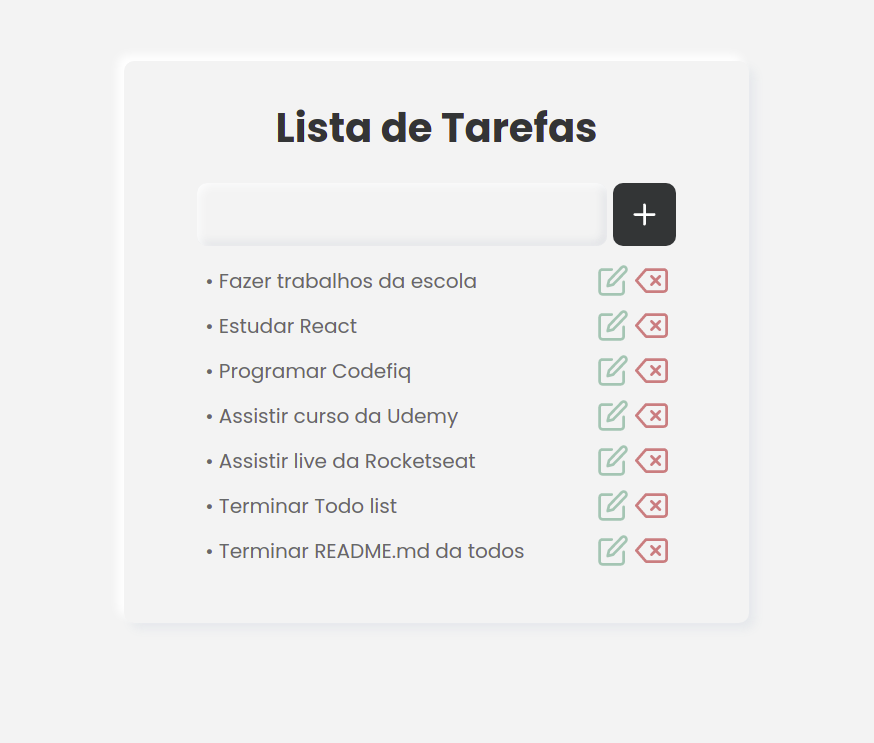 Lista de Tarefas
• Fazer trabalhos da escola
• Estudar React
• Programar Codefiq
• Assistir curso da Udemy
• Assistir live da Rocketseat
• Terminar Todo list
• Terminar README.md da todos